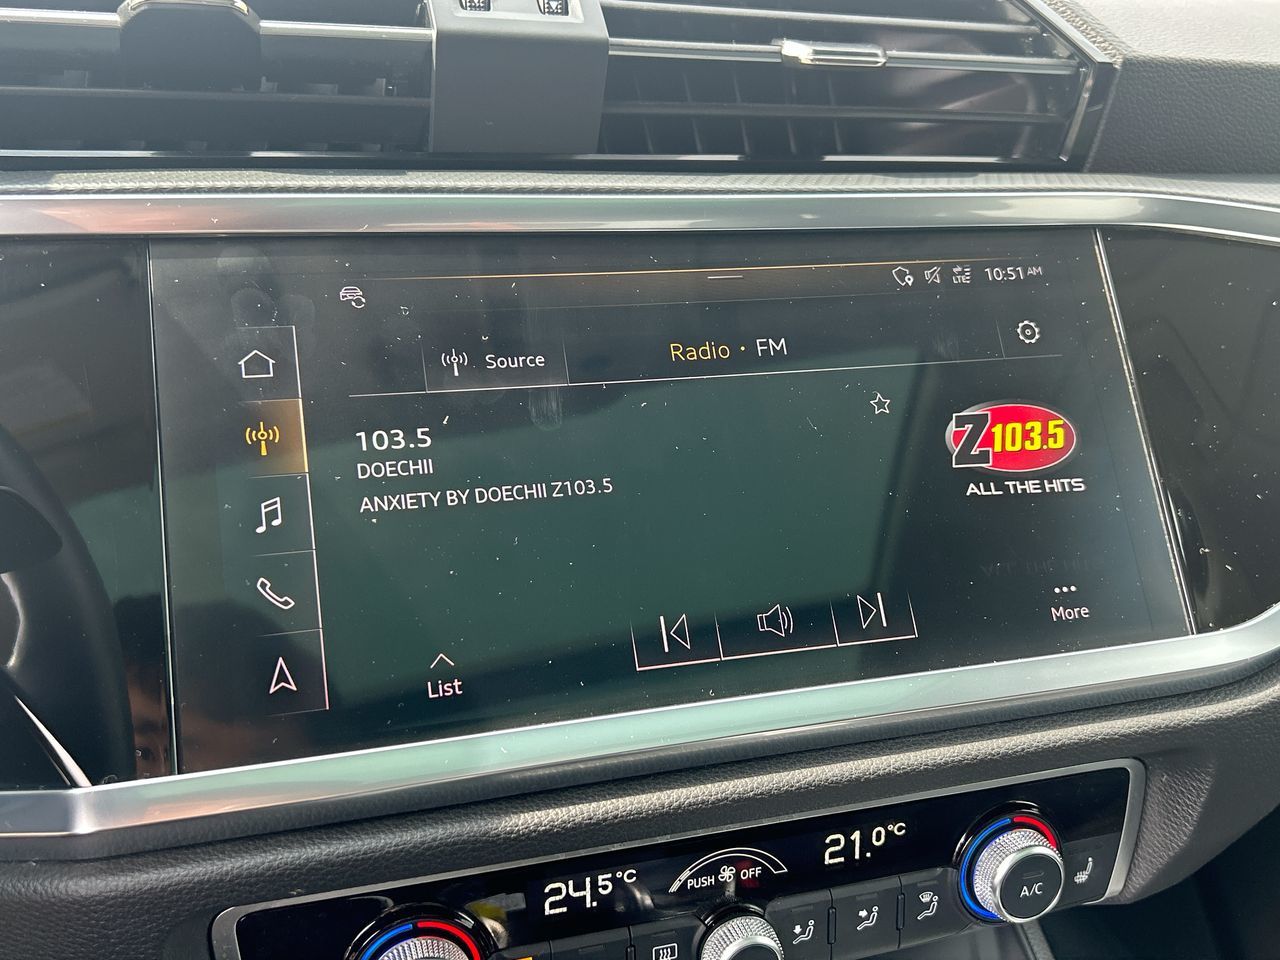 LTE 10:51 AM
Source
Radio • FM
103.5
DOECHII
ANXIETY BY DOECHII Z103.5
Z103.5
ALL THE HITS
More
List
24.5°C
PUSH OFF
21.0°C
A/C